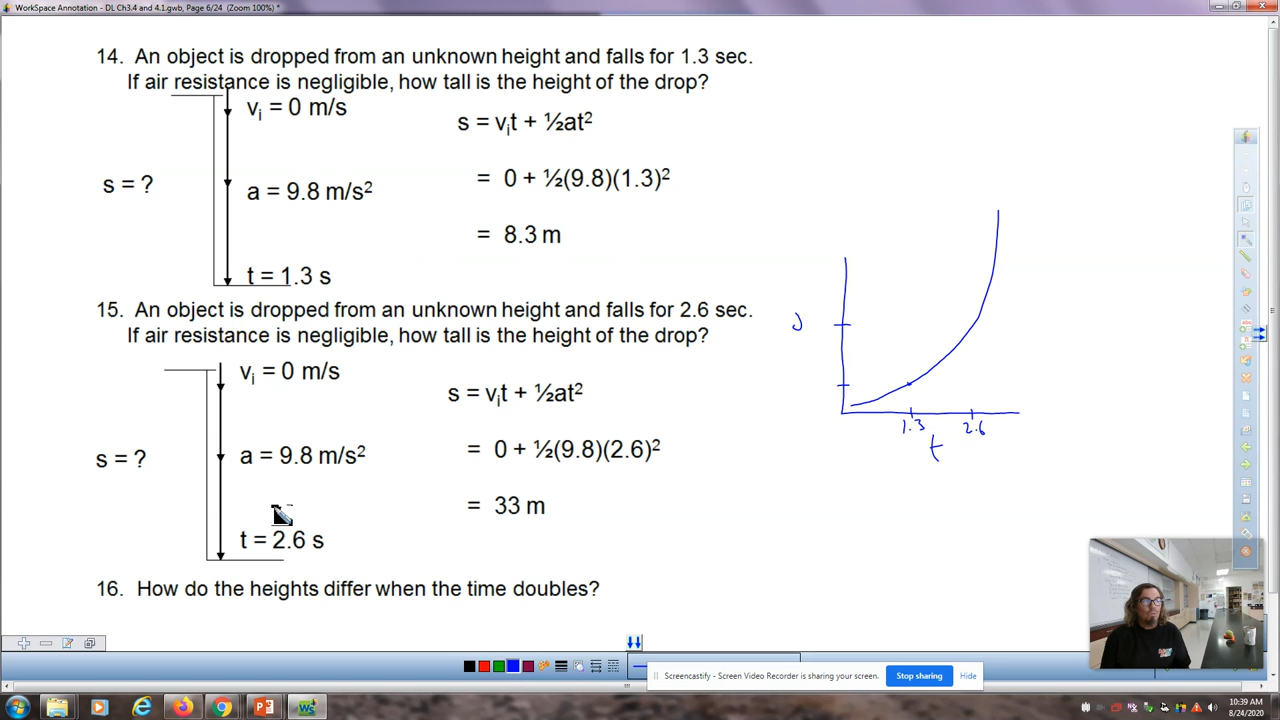 WorkSpace Annotation - DL Ch3.4 and 4.1.gwb, Page 6/24 (Zoom 100%) *
14. An object is dropped from an unknown height and falls for 1.3 sec.
If air resistance is negligible, how tall is the height of the drop?
vᵢ = 0 m/s
s = vᵢt + ½at²
s = ?
a = 9.8 m/s²
= 0 + ½(9.8)(1.3)²
= 8.3 m
t = 1.3 s
15. An object is dropped from an unknown height and falls for 2.6 sec.
If air resistance is negligible, how tall is the height of the drop?
vᵢ = 0 m/s
s = vᵢt + ½at²
s = ?
a = 9.8 m/s²
= 0 + ½(9.8)(2.6)²
= 33 m
t = 2.6 s
1.3 2.6
t
16. How do the heights differ when the time doubles?
Screencastify - Screen Video Recorder is sharing your screen. Stop sharing Hide
10:39 AM
8/24/2020